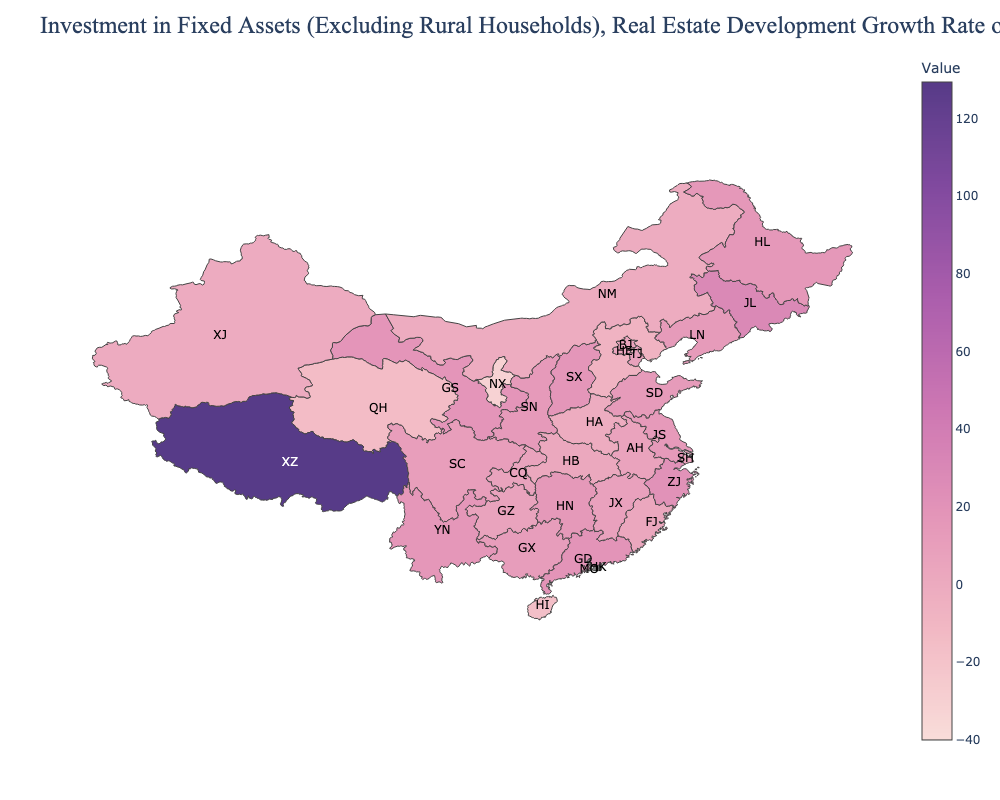 Investment in Fixed Assets (Excluding Rural Households), Real Estate Development Growth Rate
Value
120
100
80
60
40
20
0
−20
−40
HL
NM
JL
XJ
LN
BJ
HE
TJ
SX
NX
GS
SD
QH
SN
HA
JS
AH
SH
XZ
SC
HB
CQ
ZJ
JX
HN
GZ
FJ
YN
GX
GD
HK
MO
HI